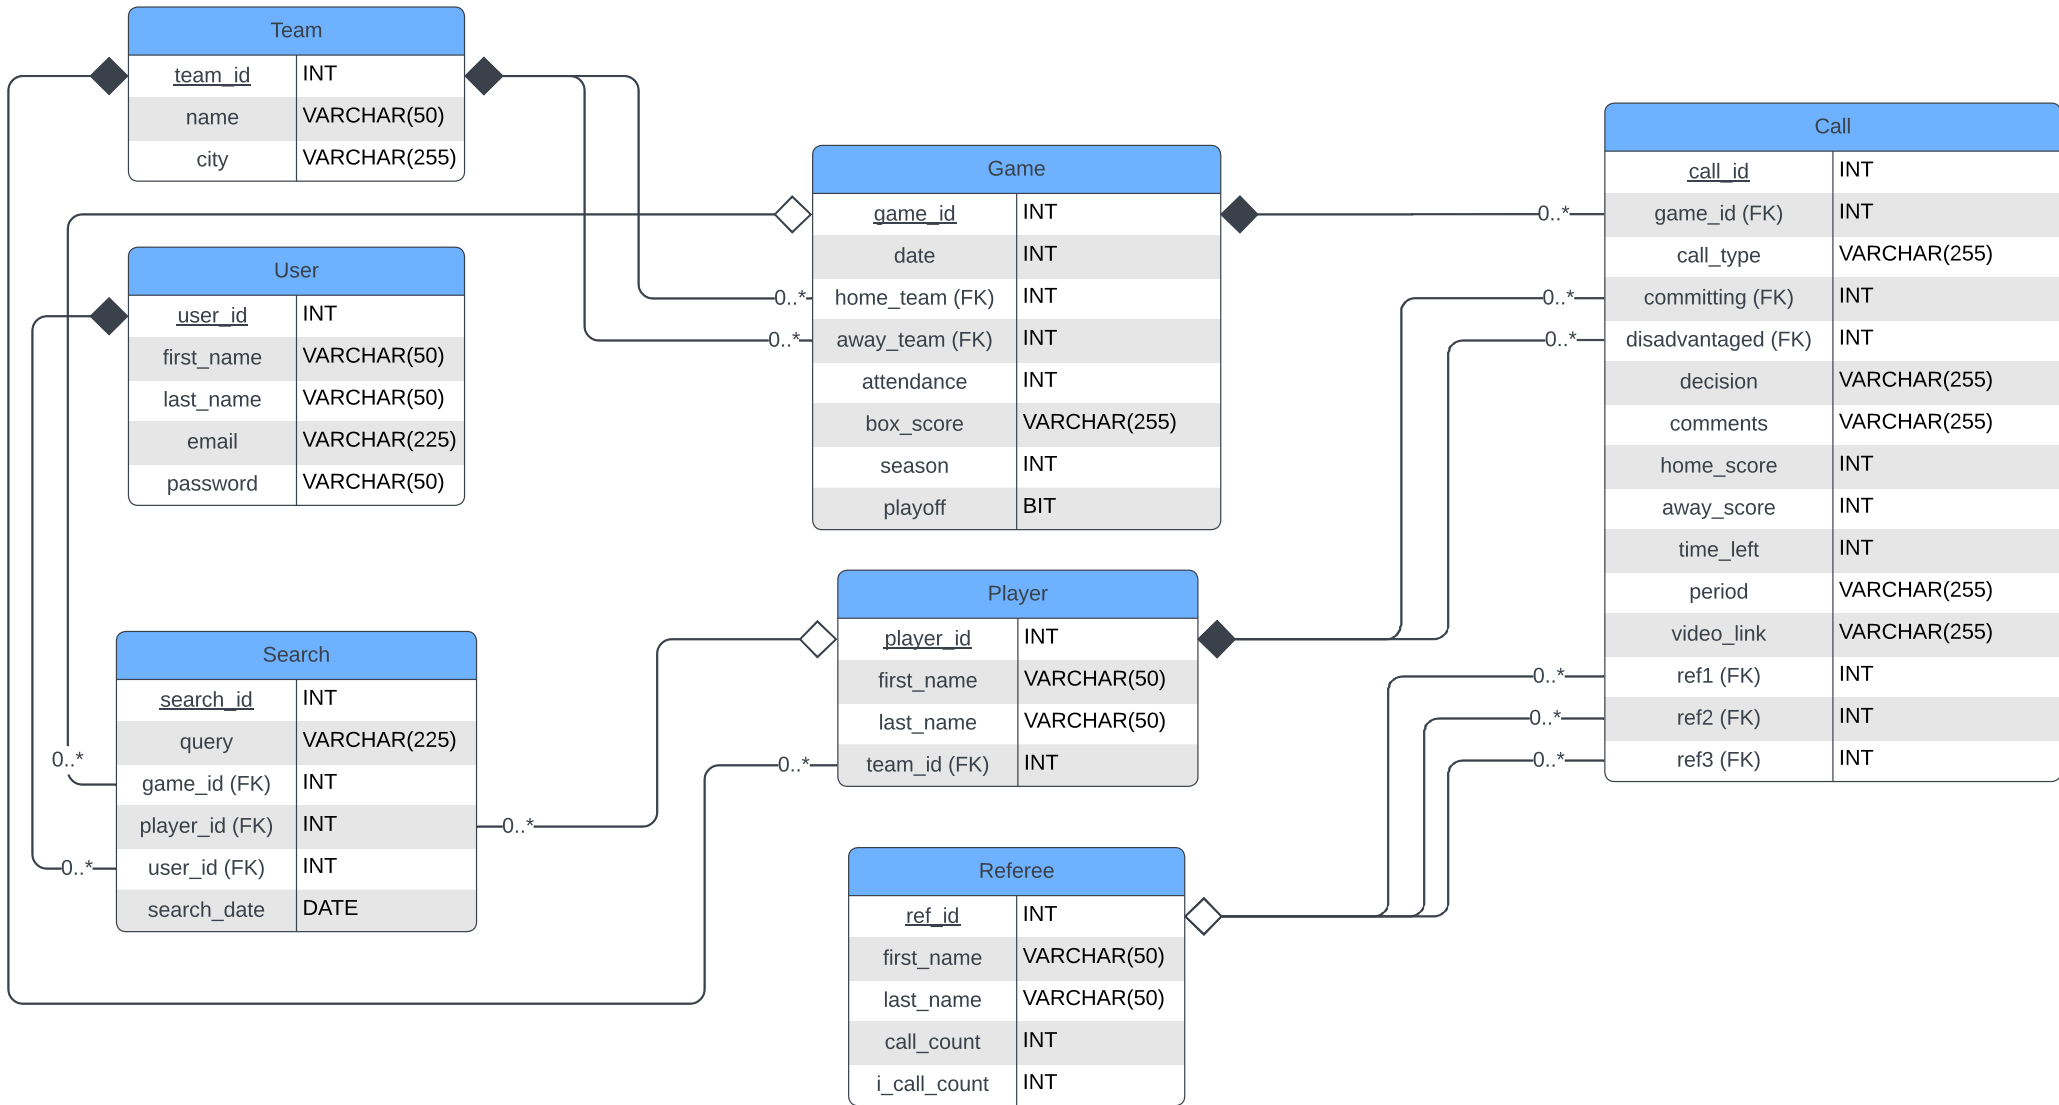 Team
team_id INT
name VARCHAR(50)
city VARCHAR(255)
User
user_id INT
first_name VARCHAR(50)
last_name VARCHAR(50)
email VARCHAR(225)
password VARCHAR(50)
Search
search_id INT
query VARCHAR(225)
0..* game_id (FK) INT
player_id (FK) INT 0..*
0..* user_id (FK) INT
search_date DATE
Game
game_id INT
date INT
0..* home_team (FK) INT
0..* away_team (FK) INT
attendance INT
box_score VARCHAR(255)
season INT
playoff BIT
Player
player_id INT
first_name VARCHAR(50)
last_name VARCHAR(50)
0..* team_id (FK) INT
Referee
ref_id INT
first_name VARCHAR(50)
last_name VARCHAR(50)
call_count INT
i_call_count INT
Call
call_id INT
0..* game_id (FK) INT
call_type VARCHAR(255)
0..* committing (FK) INT
0..* disadvantaged (FK) INT
decision VARCHAR(255)
comments VARCHAR(255)
home_score INT
away_score INT
time_left INT
period VARCHAR(255)
video_link VARCHAR(255)
0..* ref1 (FK) INT
0..* ref2 (FK) INT
0..* ref3 (FK) INT